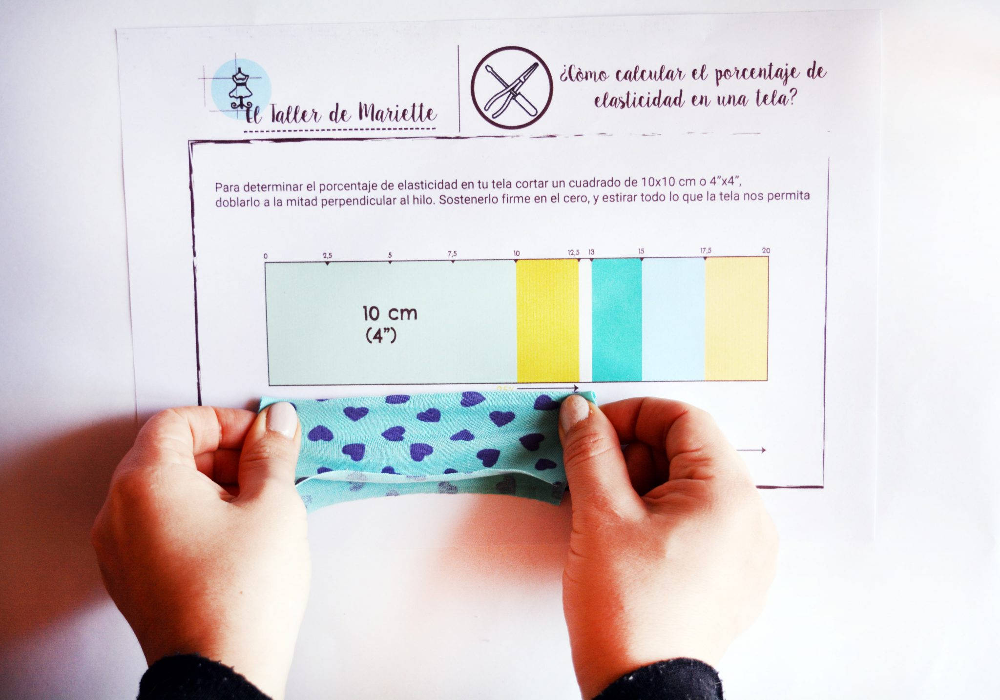 El Taller de Mariette
¿Còmo calcular el porcentaje de
elasticidad en una tela?
Para determinar el porcentaje de elasticidad en tu tela cortar un cuadrado de 10x10 cm o 4”x4”,
doblarlo a la mitad perpendicular al hilo. Sostenerlo firme en el cero, y estirar todo lo que la tela nos permita
0 2,5 5 7,5 10 12,5 13 15 17,5 20
10 cm
(4”)
25%